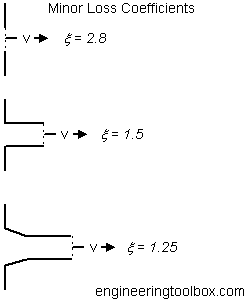 Minor Loss Coefficients
v ξ = 2.8
v ξ = 1.5
v ξ = 1.25
engineeringtoolbox.com